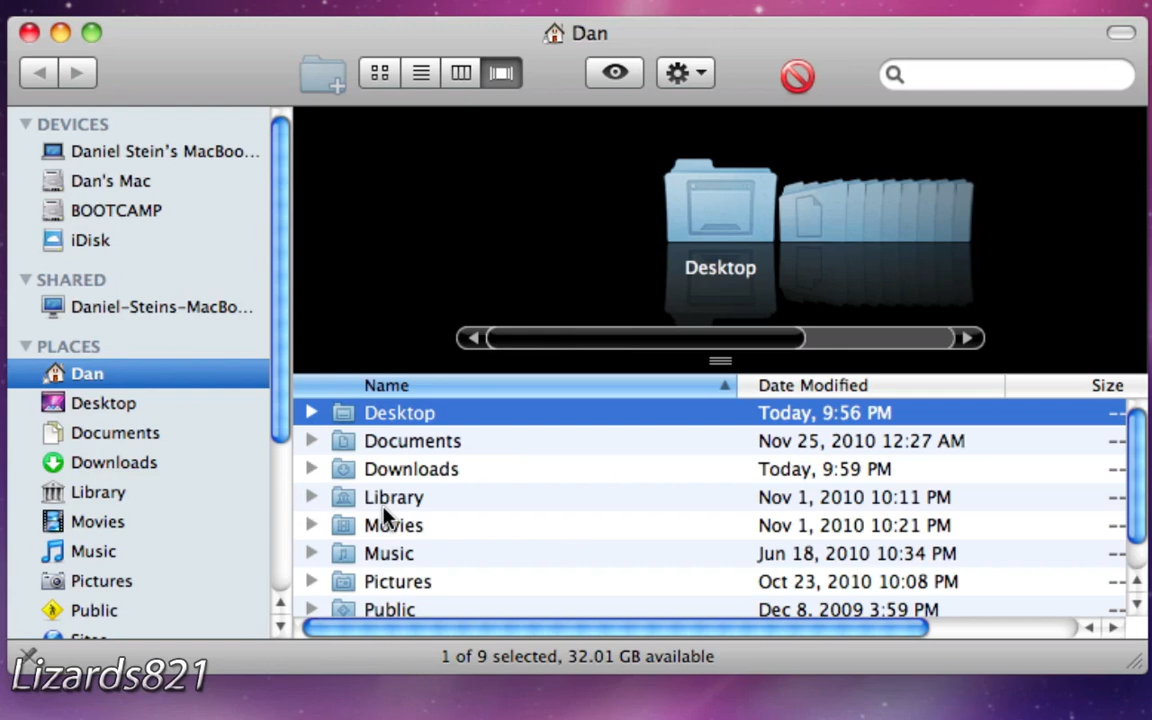 Dan
DEVICES
Daniel Stein's MacBoo...
Dan's Mac
BOOTCAMP
iDisk
SHARED
Daniel-Steins-MacBo...
PLACES
Dan
Desktop
Documents
Downloads
Library
Movies
Music
Pictures
Public
Sites
Desktop
Name Date Modified Size
Desktop Today, 9:56 PM --
Documents Nov 25, 2010 12:27 AM --
Downloads Today, 9:59 PM --
Library Nov 1, 2010 10:11 PM --
Movies Nov 1, 2010 10:21 PM --
Music Jun 18, 2010 10:34 PM --
Pictures Oct 23, 2010 10:08 PM --
Public Dec 8, 2009 3:59 PM --
1 of 9 selected, 32.01 GB available
Lizards821